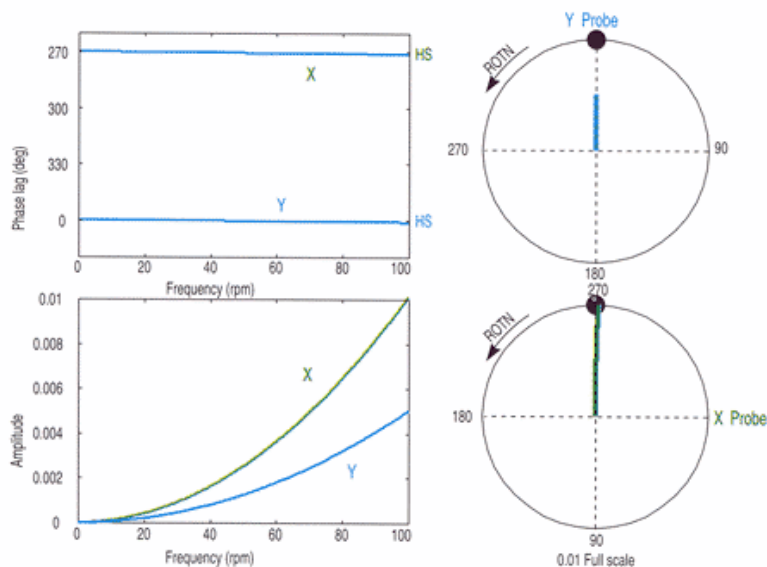 270
HS
X
300
Phase lag (deg)
330
Y
0
HS
0 20 40 60 80 100
Frequency (rpm)
Y Probe
ROTN
270
90
180
0.01
0.008
0.006
0.004
0.002
0
Amplitude
X
Y
0 20 40 60 80 100
Frequency (rpm)
270
ROTN
180
X Probe
90
0.01 Full scale